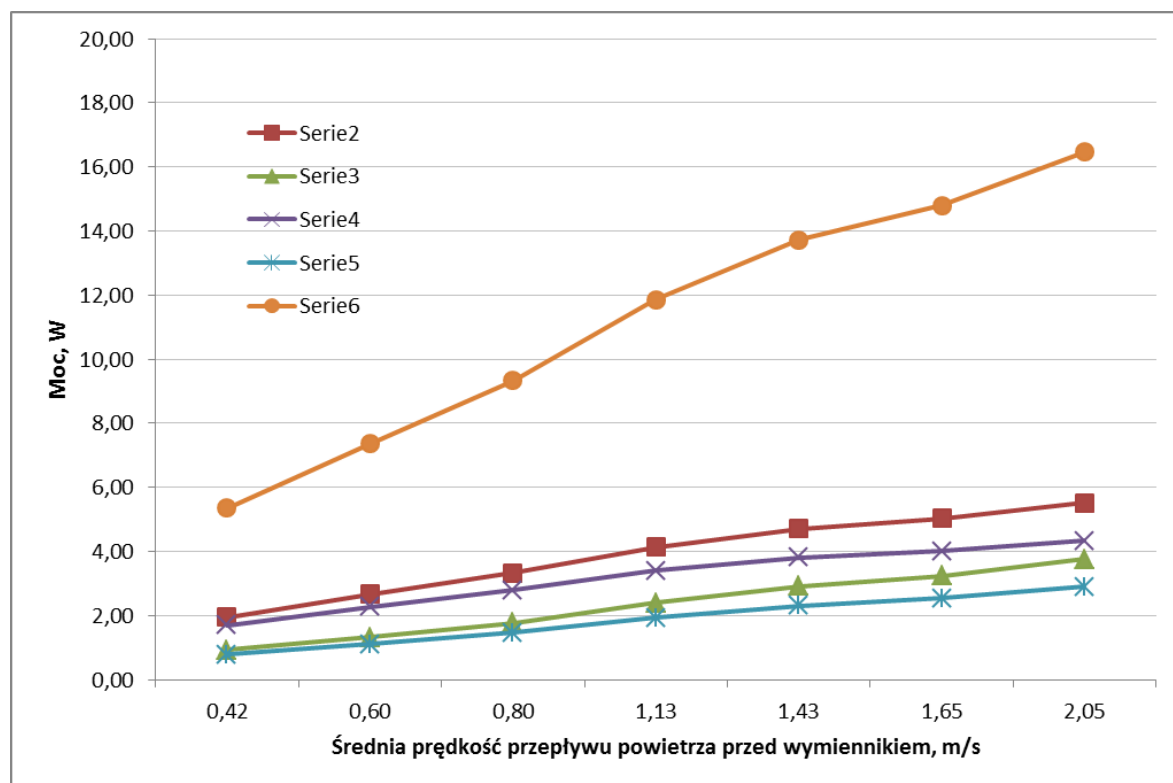 20,00
18,00
16,00
14,00
12,00
10,00
8,00
6,00
4,00
2,00
0,00
Moc, W
Serie2
Serie3
Serie4
Serie5
Serie6
0,42 0,60 0,80 1,13 1,43 1,65 2,05
Średnia prędkość przepływu powietrza przed wymiennikiem, m/s